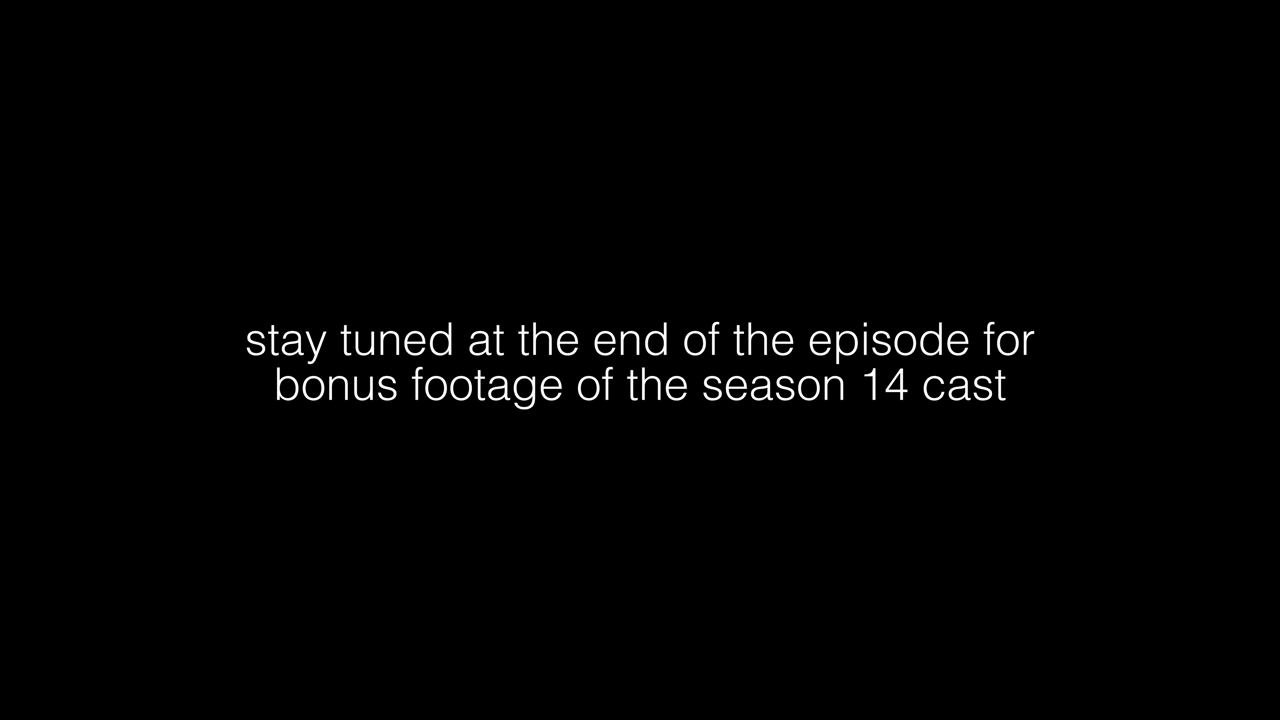 stay tuned at the end of the episode for
bonus footage of the season 14 cast